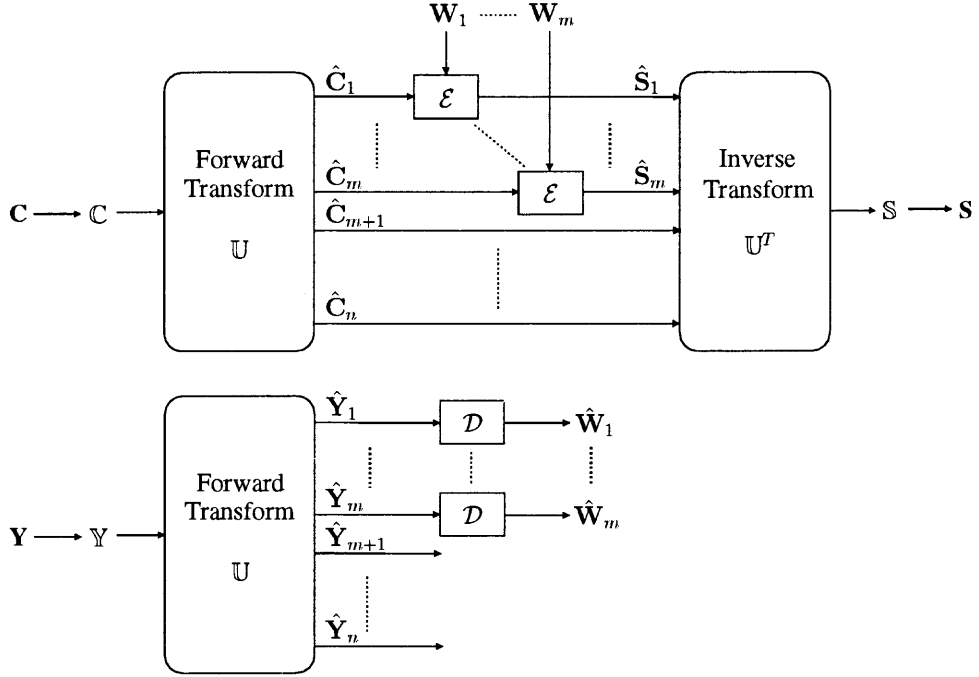 W₁ ........ Wₘ
Ĉ₁ ℰ Ŝ₁
Forward Transform 𝕌
Ĉₘ ℰ Ŝₘ
Inverse Transform 𝕌ᵀ
C ℂ
Ĉₘ₊₁
𝕊 S
Ĉₙ
Ŷ₁ 𝒟 Ŵ₁
Forward Transform 𝕌
Ŷₘ 𝒟 Ŵₘ
Y 𝕐
Ŷₘ₊₁
Ŷₙ